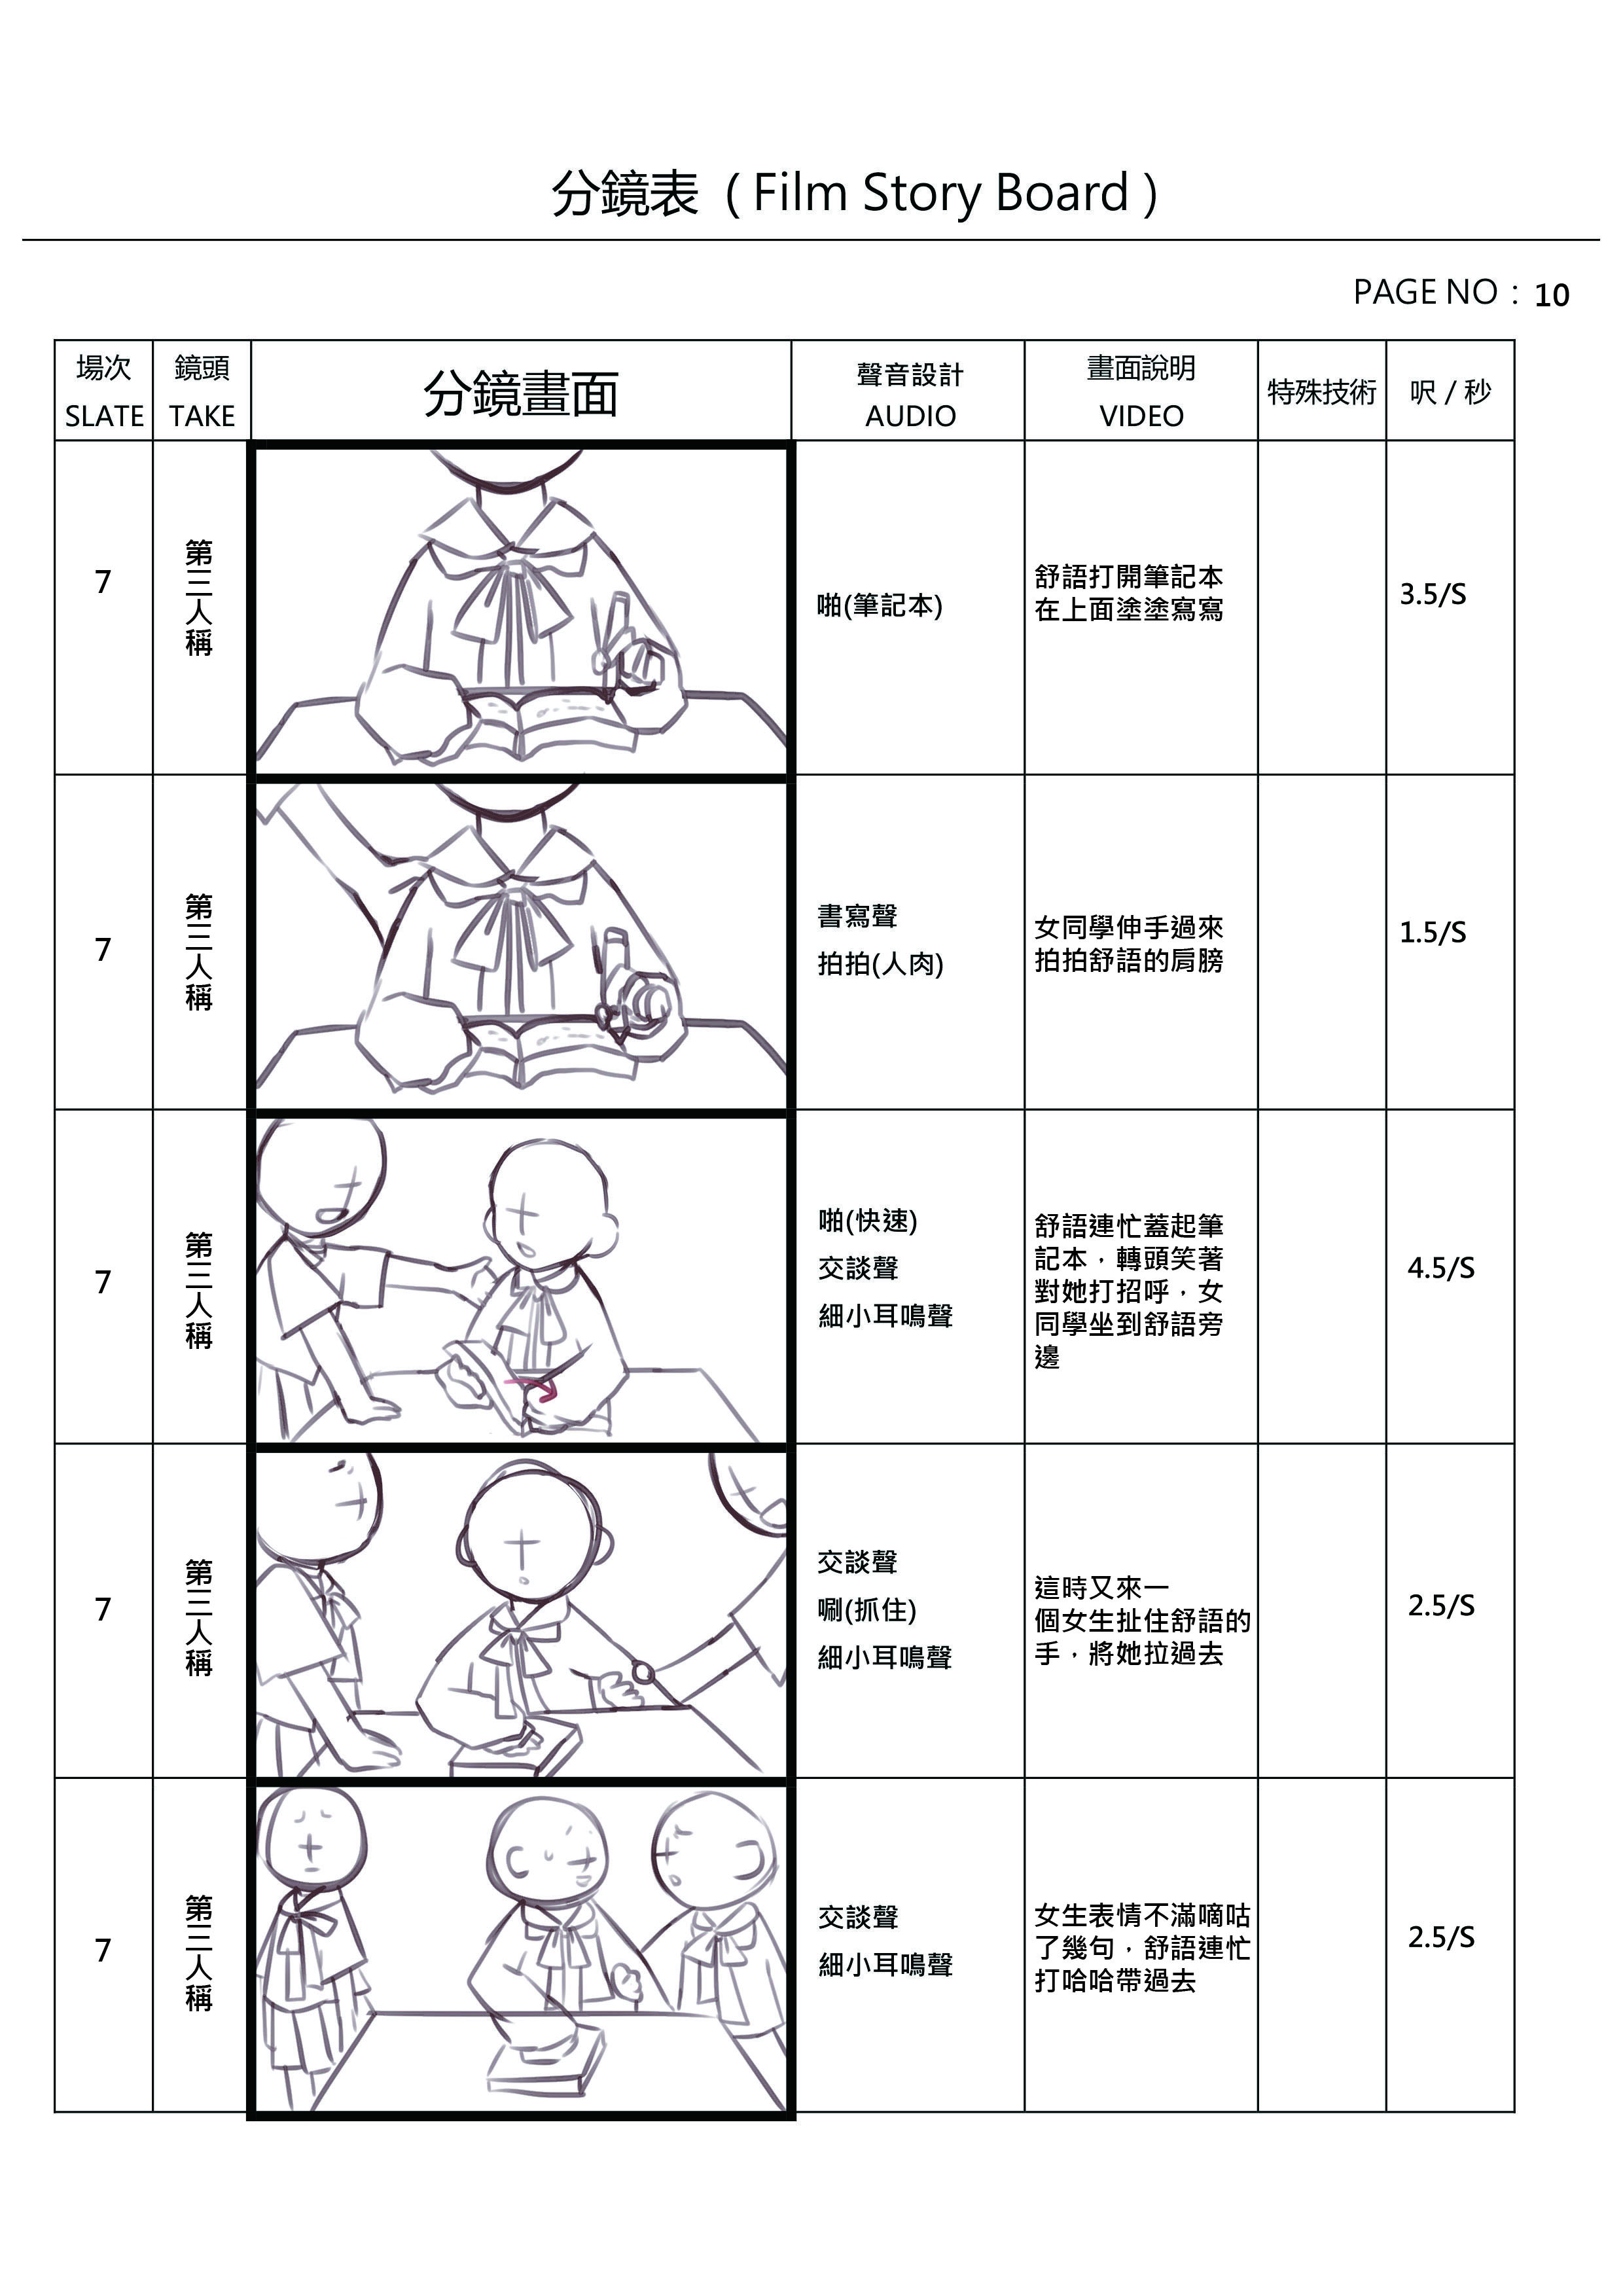 分鏡表（Film Story Board）
PAGE NO：10
場次
SLATE
鏡頭
TAKE
分鏡畫面
聲音設計
AUDIO
畫面說明
VIDEO
特殊技術
呎／秒
7
第三人稱
啪(筆記本)
舒語打開筆記本
在上面塗塗寫寫
3.5/S
7
第三人稱
書寫聲
拍拍(人肉)
女同學伸手過來
拍拍舒語的肩膀
1.5/S
7
第三人稱
啪(快速)
交談聲
細小耳鳴聲
舒語連忙蓋起筆
記本，轉頭笑著
對她打招呼，女
同學坐到舒語旁
邊
4.5/S
7
第三人稱
交談聲
唰(抓住)
細小耳鳴聲
這時又來一
個女生扯住舒語的
手，將她拉過去
2.5/S
7
第三人稱
交談聲
細小耳鳴聲
女生表情不滿嘀咕
了幾句，舒語連忙
打哈哈帶過去
2.5/S